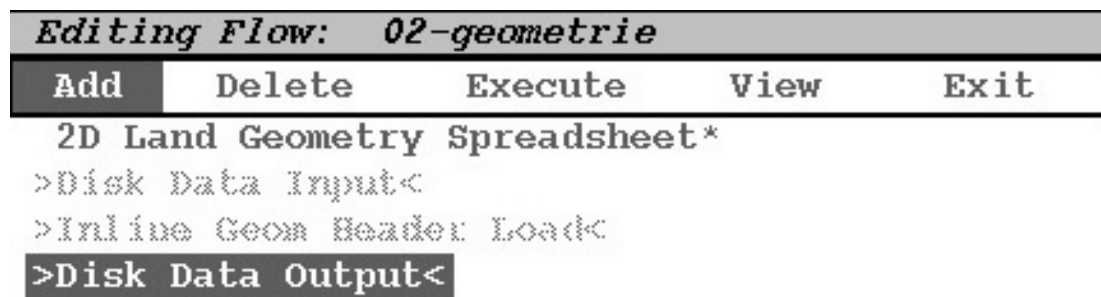 Editing Flow: 02-geometrie
Add Delete Execute View Exit
2D Land Geometry Spreadsheet*
>Disk Data Input<
>Inline Geom Header Load<
>Disk Data Output<